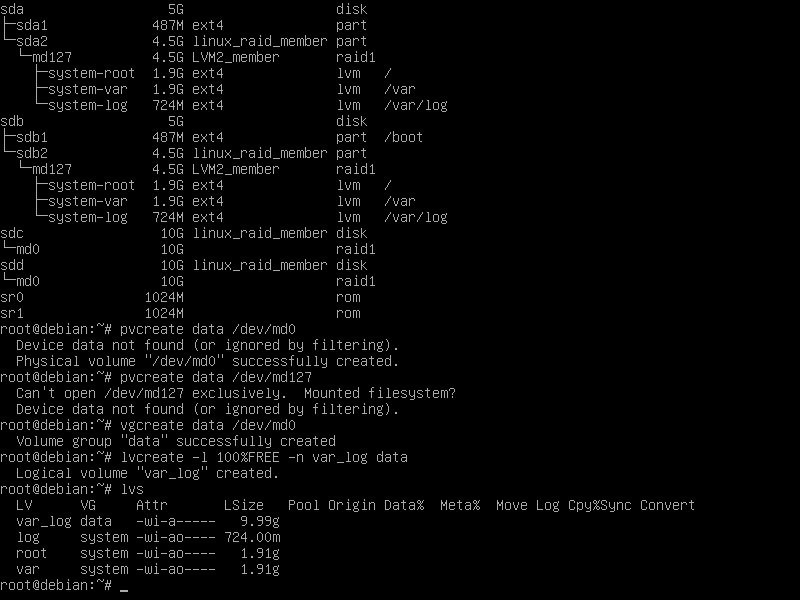 sda                    5G                   disk
├─sda1               487M ext4              part
└─sda2               4.5G linux_raid_member part
  └─md127            4.5G LVM2_member       raid1
    ├─system-root    1.9G ext4              lvm   /
    ├─system-var     1.9G ext4              lvm   /var
    └─system-log     724M ext4              lvm   /var/log
sdb                    5G                   disk
├─sdb1               487M ext4              part  /boot
└─sdb2               4.5G linux_raid_member part
  └─md127            4.5G LVM2_member       raid1
    ├─system-root    1.9G ext4              lvm   /
    ├─system-var     1.9G ext4              lvm   /var
    └─system-log     724M ext4              lvm   /var/log
sdc                   10G linux_raid_member disk
└─md0                 10G                   raid1
sdd                   10G linux_raid_member disk
└─md0                 10G                   raid1
sr0                 1024M                   rom
sr1                 1024M                   rom
root@debian:~# pvcreate data /dev/md0
  Device data not found (or ignored by filtering).
  Physical volume "/dev/md0" successfully created.
root@debian:~# pvcreate data /dev/md127
  Can't open /dev/md127 exclusively.  Mounted filesystem?
  Device data not found (or ignored by filtering).
root@debian:~# vgcreate data /dev/md0
  Volume group "data" successfully created
root@debian:~# lvcreate -l 100%FREE -n var_log data
  Logical volume "var_log" created.
root@debian:~# lvs
  LV      VG     Attr       LSize   Pool Origin Data%  Meta%  Move Log Cpy%Sync Convert
  var_log data   -wi-a-----   9.99g
  log     system -wi-ao---- 724.00m
  root    system -wi-ao----   1.91g
  var     system -wi-ao----   1.91g
root@debian:~# _